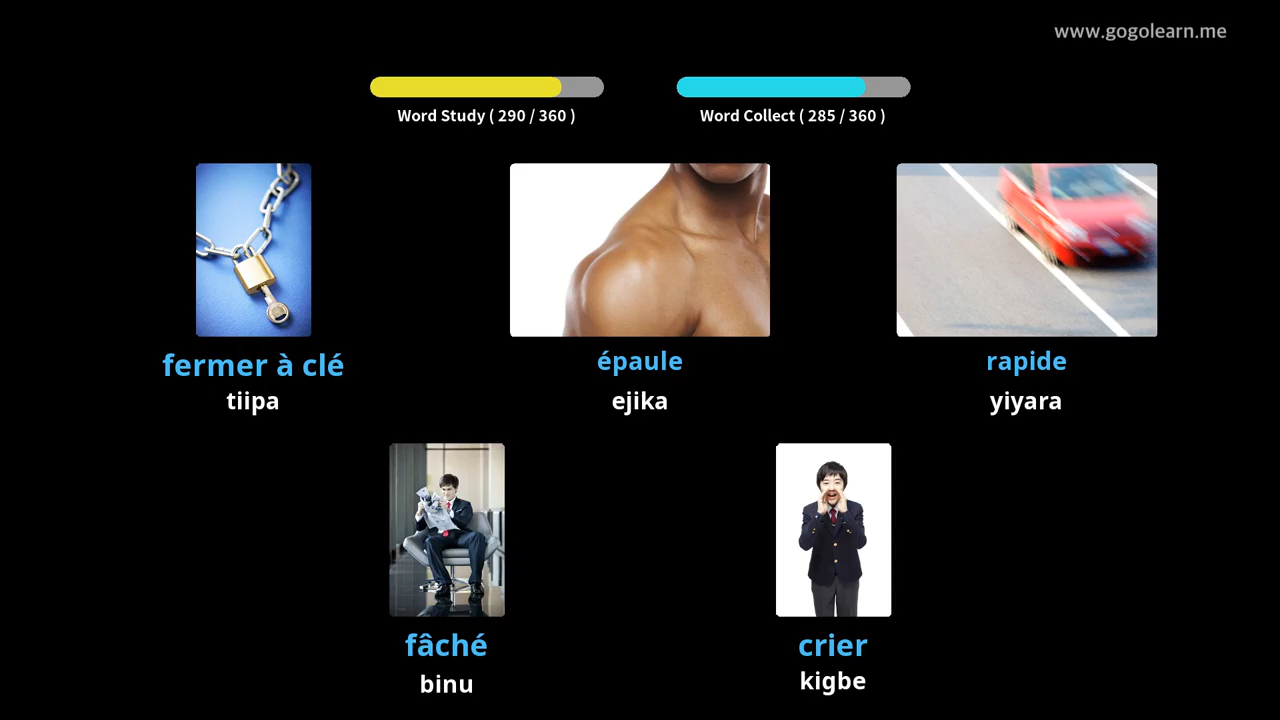 www.gogolearn.me
Word Study ( 290 / 360 )
Word Collect ( 285 / 360 )
fermer à clé
tiipa
épaule
ejika
rapide
yiyara
fâché
binu
crier
kigbe